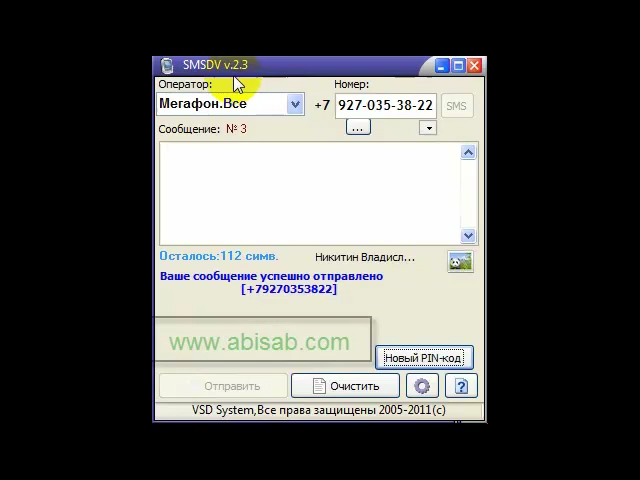 SMSDV v.2.3
Оператор: Номер:
Мегафон.Все +7 927-035-38-22 SMS
Сообщение: № 3 ...
Осталось:112 симв. Никитин Владисл...
Ваше сообщение успешно отправлено
[+79270353822]
www.abisab.com
Новый PIN-код
Отправить Очистить ?
VSD System,Все права защищены 2005-2011(c)